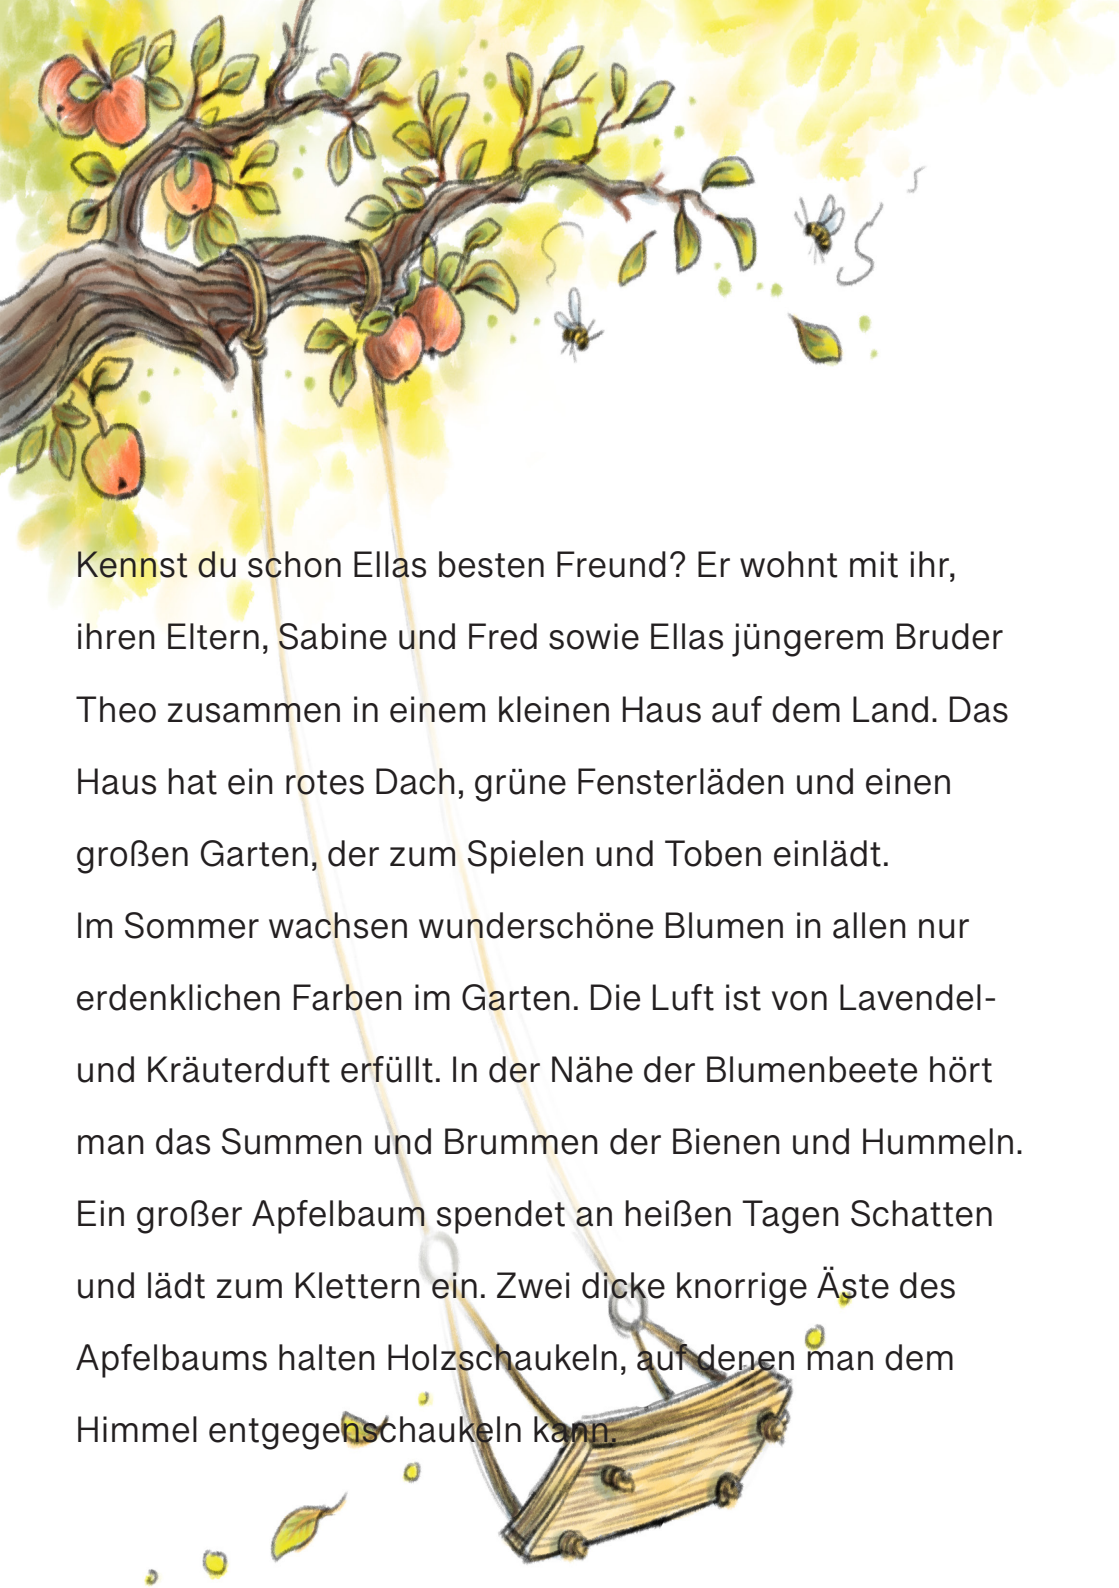 Kennst du schon Ellas besten Freund? Er wohnt mit ihr,
ihren Eltern, Sabine und Fred sowie Ellas jüngerem Bruder
Theo zusammen in einem kleinen Haus auf dem Land. Das
Haus hat ein rotes Dach, grüne Fensterläden und einen
großen Garten, der zum Spielen und Toben einlädt.
Im Sommer wachsen wunderschöne Blumen in allen nur
erdenklichen Farben im Garten. Die Luft ist von Lavendel-
und Kräuterduft erfüllt. In der Nähe der Blumenbeete hört
man das Summen und Brummen der Bienen und Hummeln.
Ein großer Apfelbaum spendet an heißen Tagen Schatten
und lädt zum Klettern ein. Zwei dicke knorrige Äste des
Apfelbaums halten Holzschaukeln, auf denen man dem
Himmel entgegenschaukeln kann.